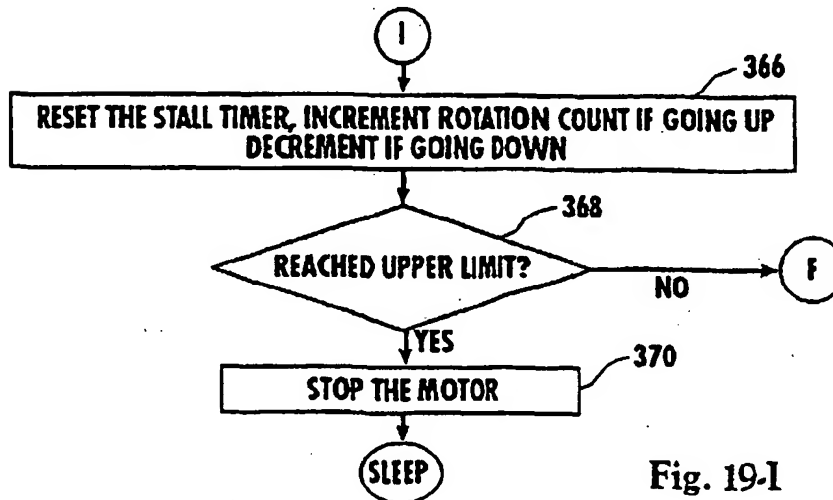 I
366
RESET THE STALL TIMER, INCREMENT ROTATION COUNT IF GOING UP
DECREMENT IF GOING DOWN
368
REACHED UPPER LIMIT?
NO
F
YES
370
STOP THE MOTOR
SLEEP
Fig. 19-I